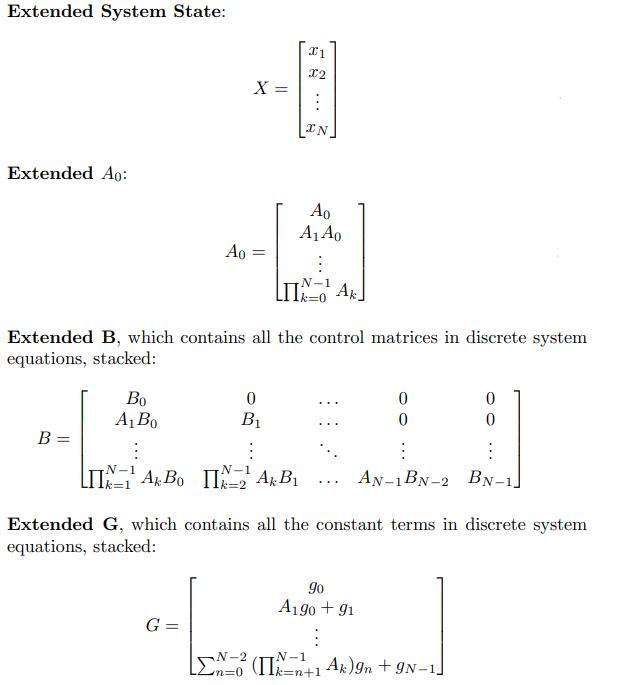 Extended System State:
X = \begin{bmatrix} x_1 \\ x_2 \\ \vdots \\ x_N \end{bmatrix}
Extended A_0:
A_0 = \begin{bmatrix} A_0 \\ A_1 A_0 \\ \vdots \\ \prod_{k=0}^{N-1} A_k \end{bmatrix}
Extended B, which contains all the control matrices in discrete system
equations, stacked:
B = \begin{bmatrix} B_0 & 0 & \dots & 0 & 0 \\ A_1 B_0 & B_1 & \dots & 0 & 0 \\ \vdots & \vdots & \ddots & \vdots & \vdots \\ \prod_{k=1}^{N-1} A_k B_0 & \prod_{k=2}^{N-1} A_k B_1 & \dots & A_{N-1} B_{N-2} & B_{N-1} \end{bmatrix}
Extended G, which contains all the constant terms in discrete system
equations, stacked:
G = \begin{bmatrix} g_0 \\ A_1 g_0 + g_1 \\ \vdots \\ \sum_{n=0}^{N-2} (\prod_{k=n+1}^{N-1} A_k) g_n + g_{N-1} \end{bmatrix}